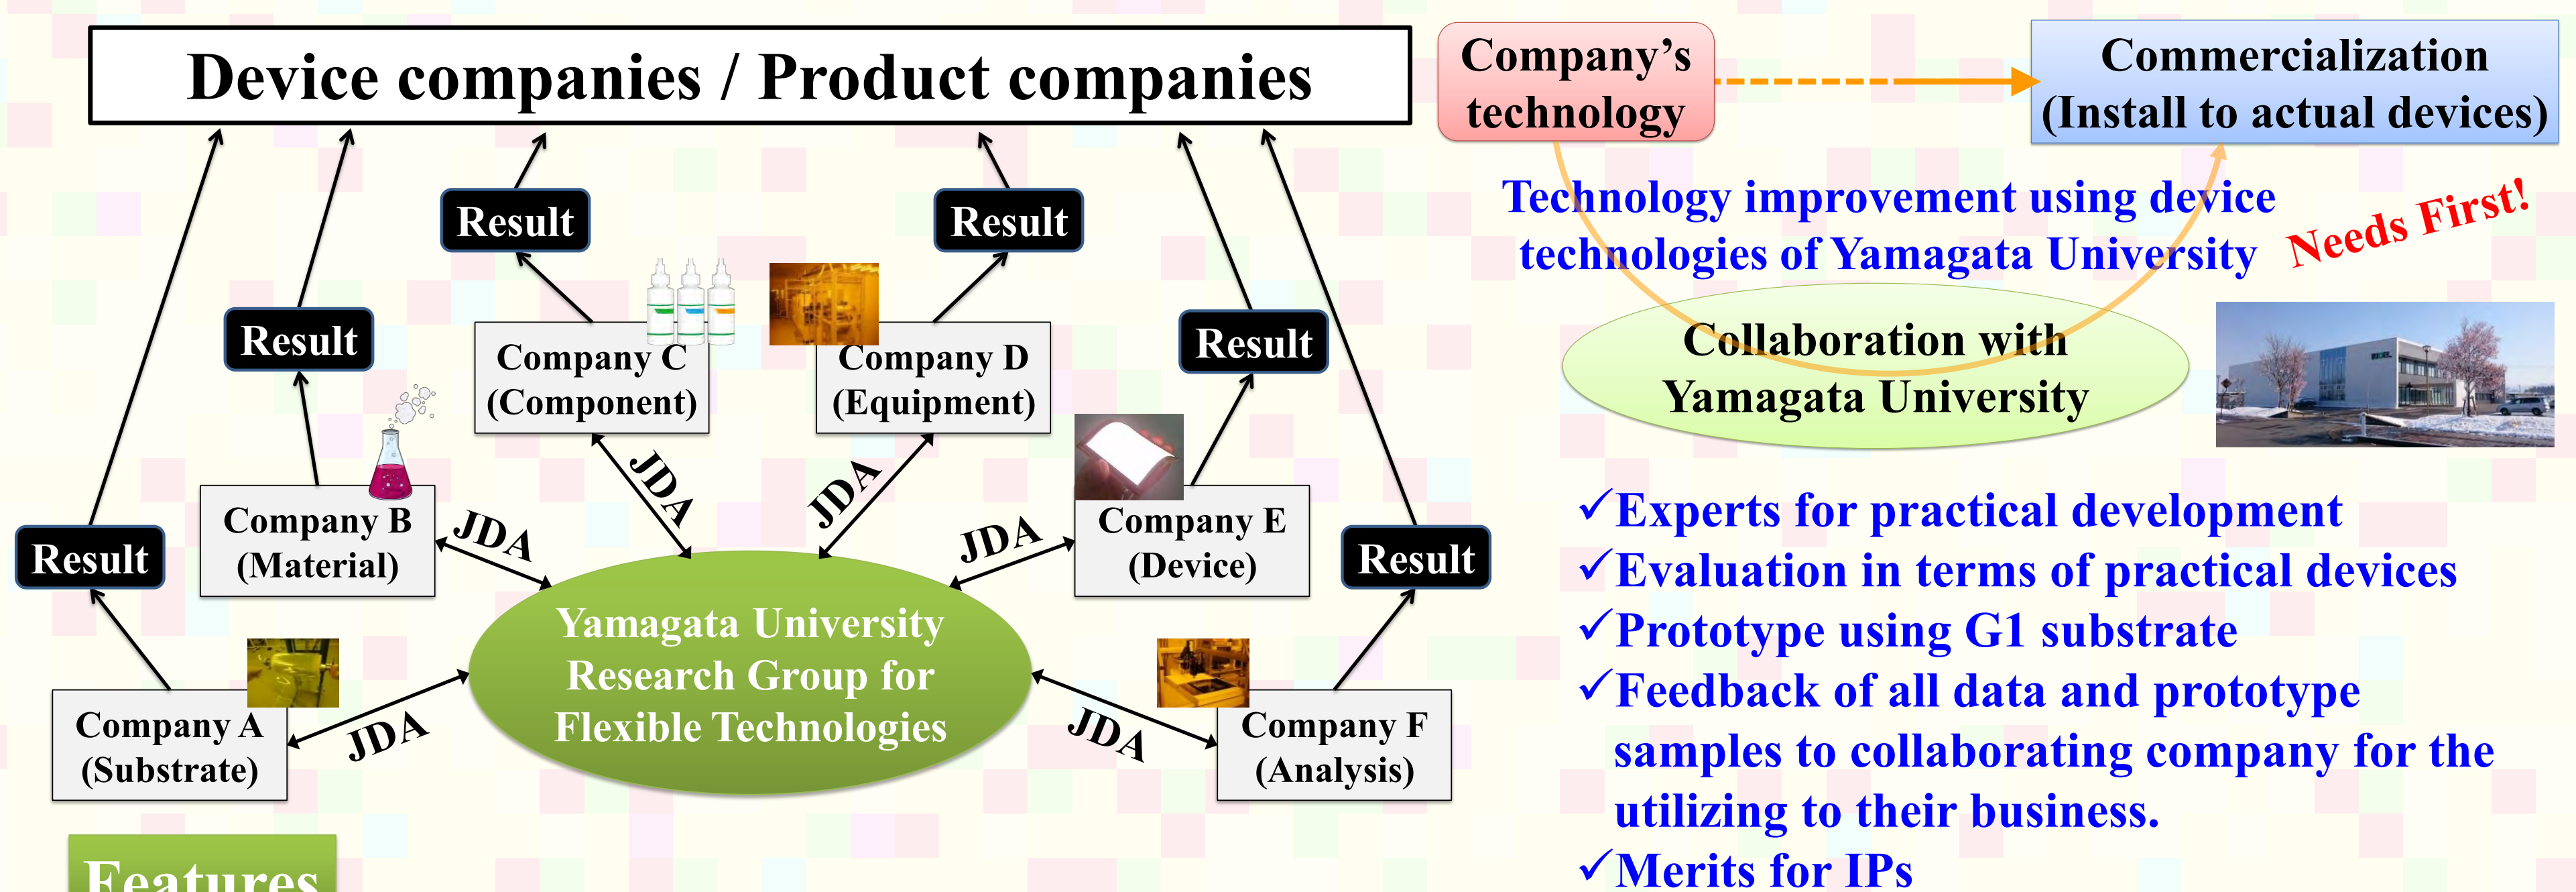 Device companies / Product companies
Result
Result
Result
Result
Result
Result
Company C
(Component)
Company D
(Equipment)
Company B
(Material)
Company E
(Device)
Company A
(Substrate)
Company F
(Analysis)
JDA
JDA
JDA
JDA
JDA
JDA
Yamagata University
Research Group for
Flexible Technologies
Features
Company’s
technology
Commercialization
(Install to actual devices)
Technology improvement using device
technologies of Yamagata University
Needs First!
Collaboration with
Yamagata University
✓Experts for practical development
✓Evaluation in terms of practical devices
✓Prototype using G1 substrate
✓Feedback of all data and prototype
samples to collaborating company for the
utilizing to their business.
✓Merits for IPs